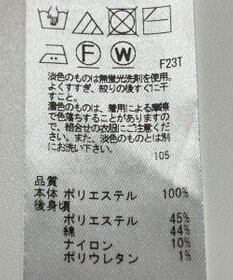 F
W
F23T
淡色のものは無蛍光洗剤を使用。
よくすすぎ、絞りの後すぐに干
すこと。
濃色のものは、着用による摩擦
で色落ちすることがありますの
で、組合せの衣服にご注意くださ
い。また、淡色のものとは別
にお洗い下さい。
105
品質
本体 ポリエステル 100%
後身頃
ポリエステル 45%
綿 44%
ナイロン 10%
ポリウレタン 1%